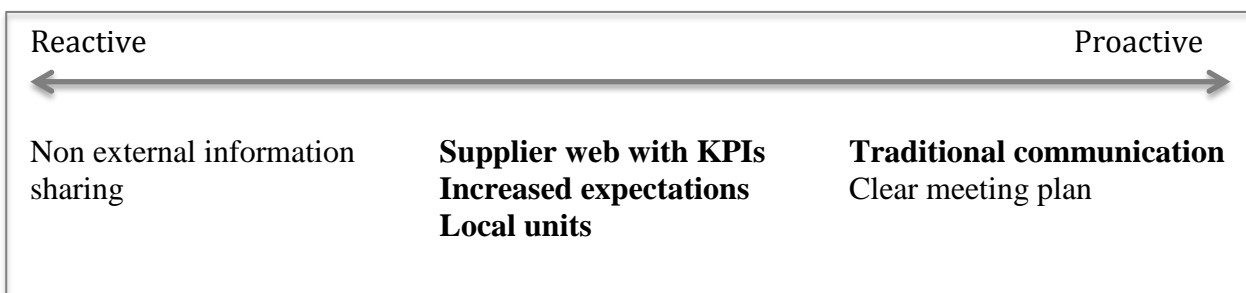 Reactive
Proactive
Non external information
sharing
Supplier web with KPIs
Increased expectations
Local units
Traditional communication
Clear meeting plan